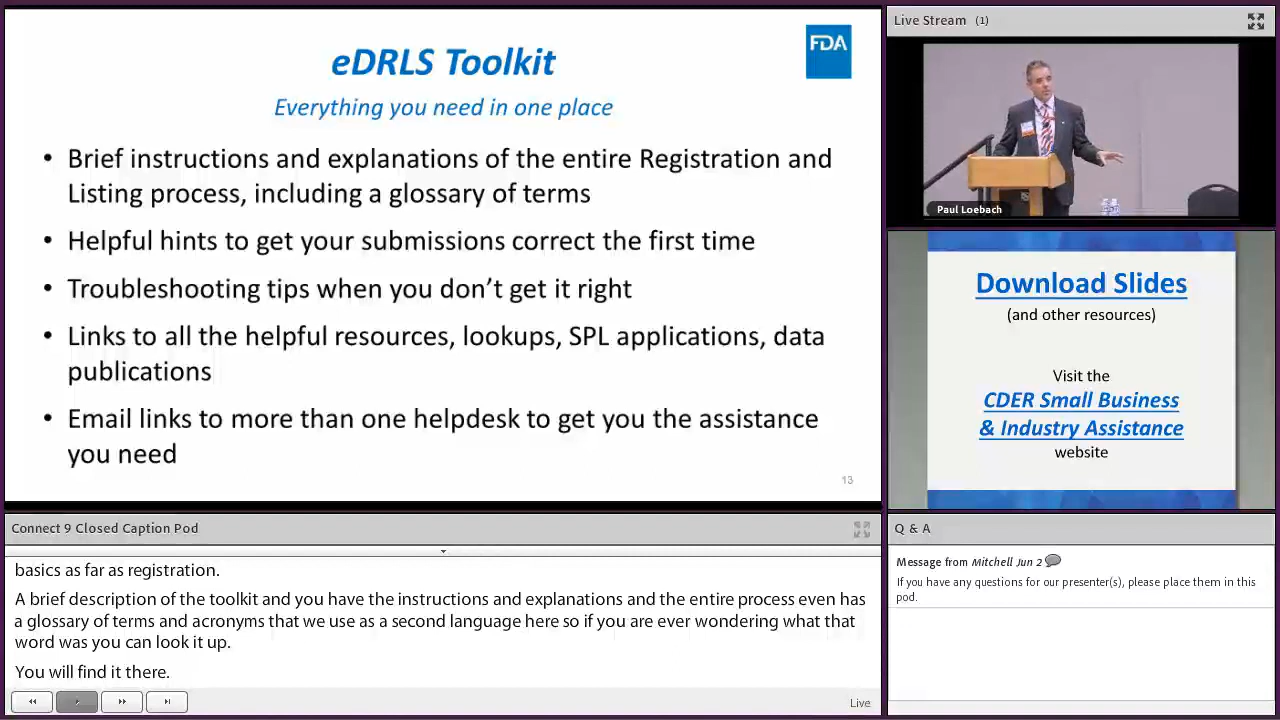 eDRLS Toolkit
FDA
Everything you need in one place
• Brief instructions and explanations of the entire Registration and
Listing process, including a glossary of terms
• Helpful hints to get your submissions correct the first time
• Troubleshooting tips when you don’t get it right
• Links to all the helpful resources, lookups, SPL applications, data
publications
• Email links to more than one helpdesk to get you the assistance
you need
13
Live Stream (1)
Paul Loebach
Download Slides
(and other resources)
Visit the
CDER Small Business
& Industry Assistance
website
Connect 9 Closed Caption Pod
basics as far as registration.
A brief description of the toolkit and you have the instructions and explanations and the entire process even has
a glossary of terms and acronyms that we use as a second language here so if you are ever wondering what that
word was you can look it up.
You will find it there.
Live
Q & A
Message from Mitchell Jun 2
If you have any questions for our presenter(s), please place them in this
pod.